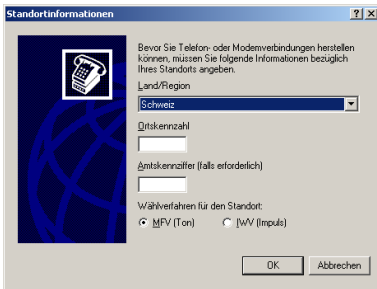 Standortinformationen
Bevor Sie Telefon- oder Modemverbindungen herstellen
können, müssen Sie folgende Informationen bezüglich
Ihres Standorts angeben.
Land/Region
Schweiz
Ortskennzahl
Amtskennziffer (falls erforderlich)
Wählverfahren für den Standort:
MFV (Ton) IWV (Impuls)
OK Abbrechen